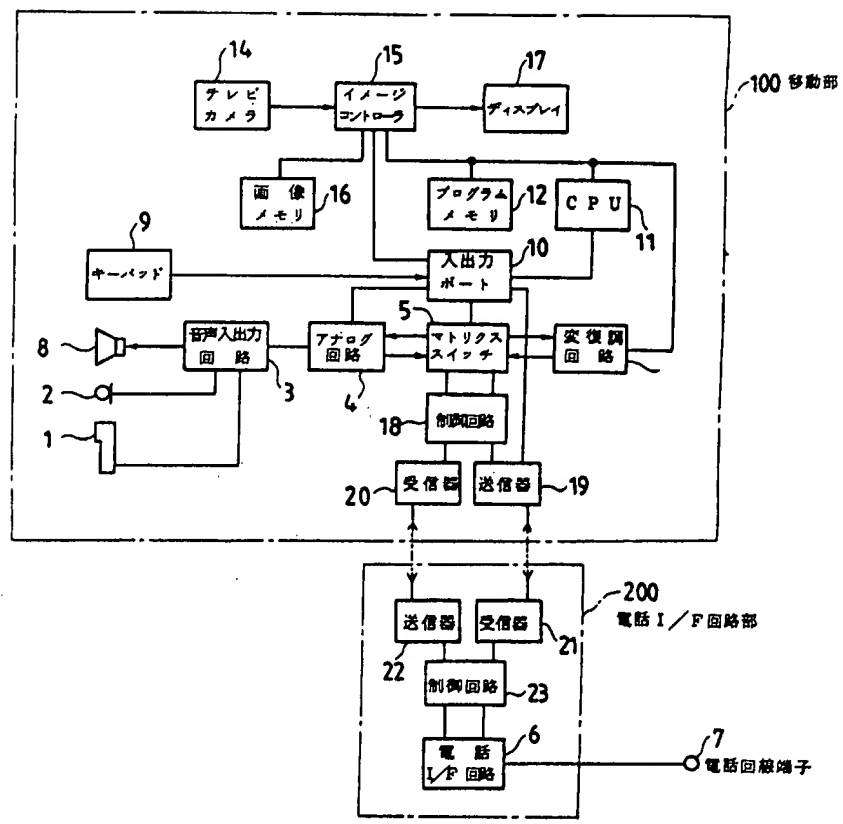 14
15
17
テレビ
カメラ
イメージ
コントローラ
ディスプレイ
100 移動部
画像
メモリ
16
プログラム
メモリ
12
CPU
11
9
キーパッド
10
入出力
ポート
5
8
音声入出力
回路
3
アナログ
回路
4
マトリクス
スイッチ
変復調
回路
2
1
18
制御回路
20
受信器
送信器
19
200
電話I/F回路部
送信器
22
受信器
21
制御回路
23
電話
I/F回路
6
7
電話回線端子